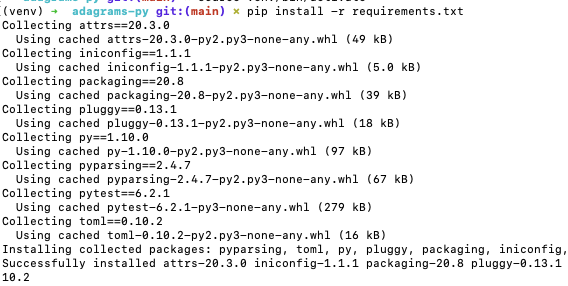 (venv) → adagrams-py git:(main) × pip install -r requirements.txt
Collecting attrs==20.3.0
  Using cached attrs-20.3.0-py2.py3-none-any.whl (49 kB)
Collecting iniconfig==1.1.1
  Using cached iniconfig-1.1.1-py2.py3-none-any.whl (5.0 kB)
Collecting packaging==20.8
  Using cached packaging-20.8-py2.py3-none-any.whl (39 kB)
Collecting pluggy==0.13.1
  Using cached pluggy-0.13.1-py2.py3-none-any.whl (18 kB)
Collecting py==1.10.0
  Using cached py-1.10.0-py2.py3-none-any.whl (97 kB)
Collecting pyparsing==2.4.7
  Using cached pyparsing-2.4.7-py2.py3-none-any.whl (67 kB)
Collecting pytest==6.2.1
  Using cached pytest-6.2.1-py3-none-any.whl (279 kB)
Collecting toml==0.10.2
  Using cached toml-0.10.2-py2.py3-none-any.whl (16 kB)
Installing collected packages: pyparsing, toml, py, pluggy, packaging, iniconfig,
Successfully installed attrs-20.3.0 iniconfig-1.1.1 packaging-20.8 pluggy-0.13.1
10.2